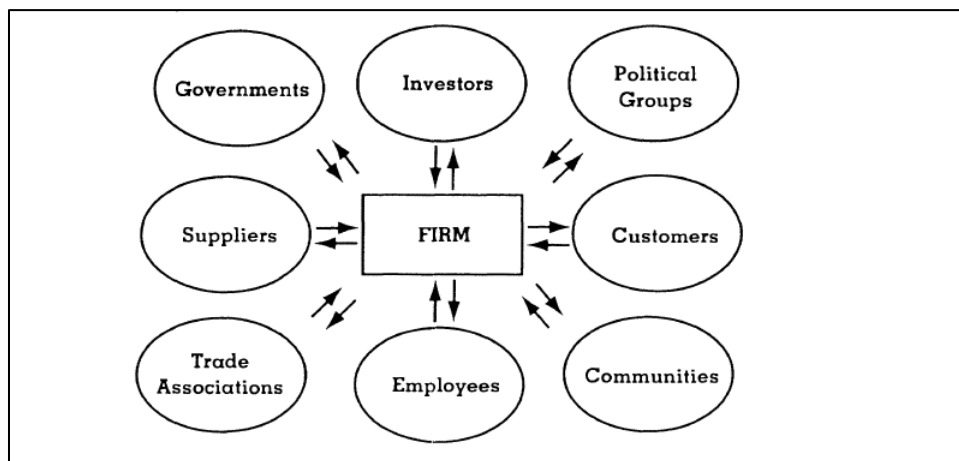 Governments
Investors
Political
Groups
Suppliers
FIRM
Customers
Trade
Associations
Employees
Communities